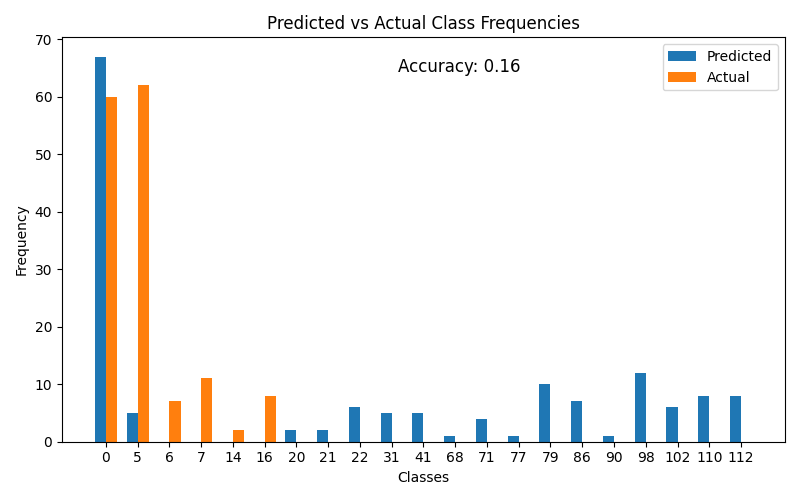 Predicted vs Actual Class Frequencies
Accuracy: 0.16
Predicted
Actual
70
60
50
40
30
20
10
0
Frequency
0 5 6 7 14 16 20 21 22 31 41 68 71 77 79 86 90 98 102 110 112
Classes